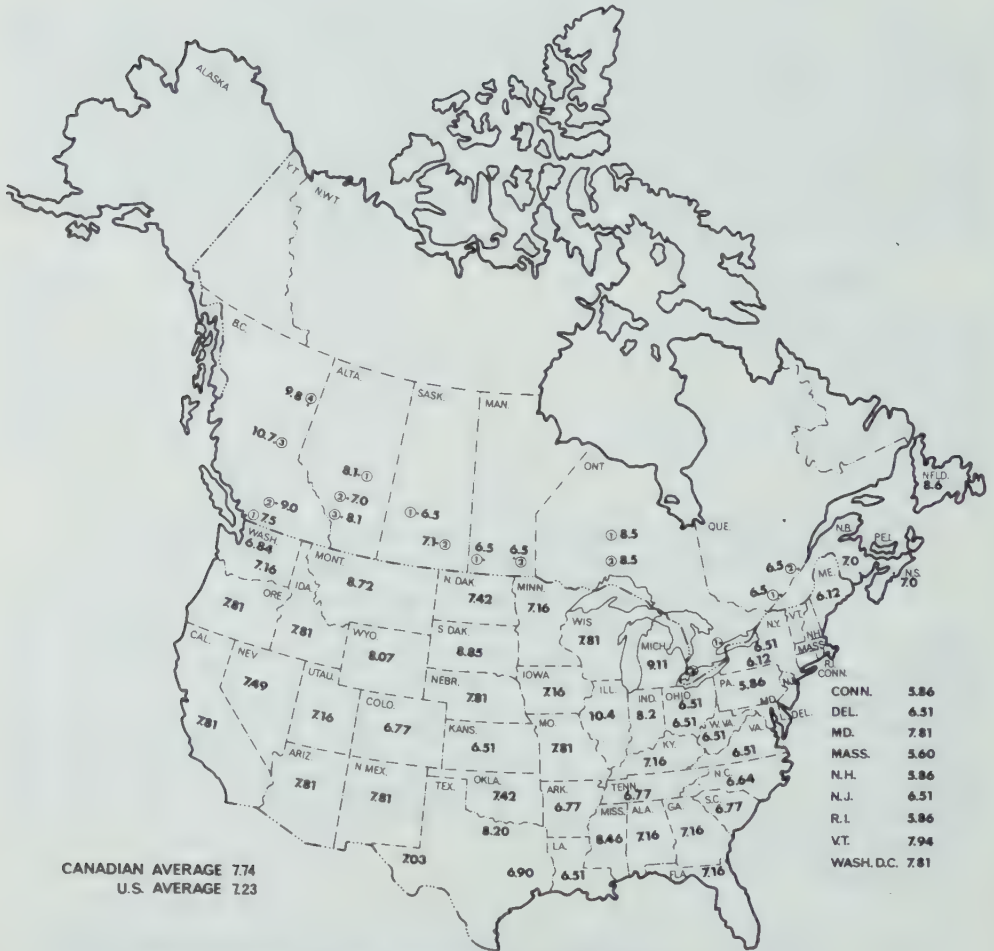 ALASKA
Y.T.
N.W.T.
B.C.
ALTA.
SASK.
MAN.
9.8 ④
10.7-③
ONT
8.1-①
NFLD.
8.6
②-7.0
②-9.0
①-6.5
③-8.1
①7.5
① 8.5
QUE.
N.B.
P.E.I.
7.1-②
6.5
①
6.5
②
② 8.5
6.5 ②
7.0
N.S.
7.0
WASH.
6.84
7.16
MONT.
8.72
N DAK
7.42
MINN.
7.16
6.5
①
ME.
6.12
ORE
7.81
IDA.
7.81
WIS
7.81
N.Y.
6.51
6.12
V.T.
N.H.
MASS
R.I.
CONN.
CAL.
7.81
NEV
7.49
WYO.
8.07
S DAK
8.85
MICH
9.11
①
UTAU.
7.16
NEBR.
7.81
IOWA
7.16
PA.
5.86
N.J.
COLO.
6.77
ILL.
10.4
IND.
8.2
OHIO
6.51
6.51
MD.
DEL.
KANS.
6.51
MO.
7.81
W.VA.
6.51
VA.
6.51
KY.
7.16
ARIZ
7.81
N MEX.
7.81
TEX.
OKLA.
7.42
ARK.
6.77
TENN.
6.77
N.C.
6.64
MISS.
8.46
ALA.
7.16
GA.
7.16
S.C.
6.77
8.20
LA.
6.51
7.03
6.90
FLA.
7.16
CONN. 5.86
DEL. 6.51
MD. 7.81
MASS. 5.60
N.H. 5.86
N.J. 6.51
R.I. 5.86
V.T. 7.94
WASH. D.C. 7.81
CANADIAN AVERAGE 7.74
U.S. AVERAGE 7.23